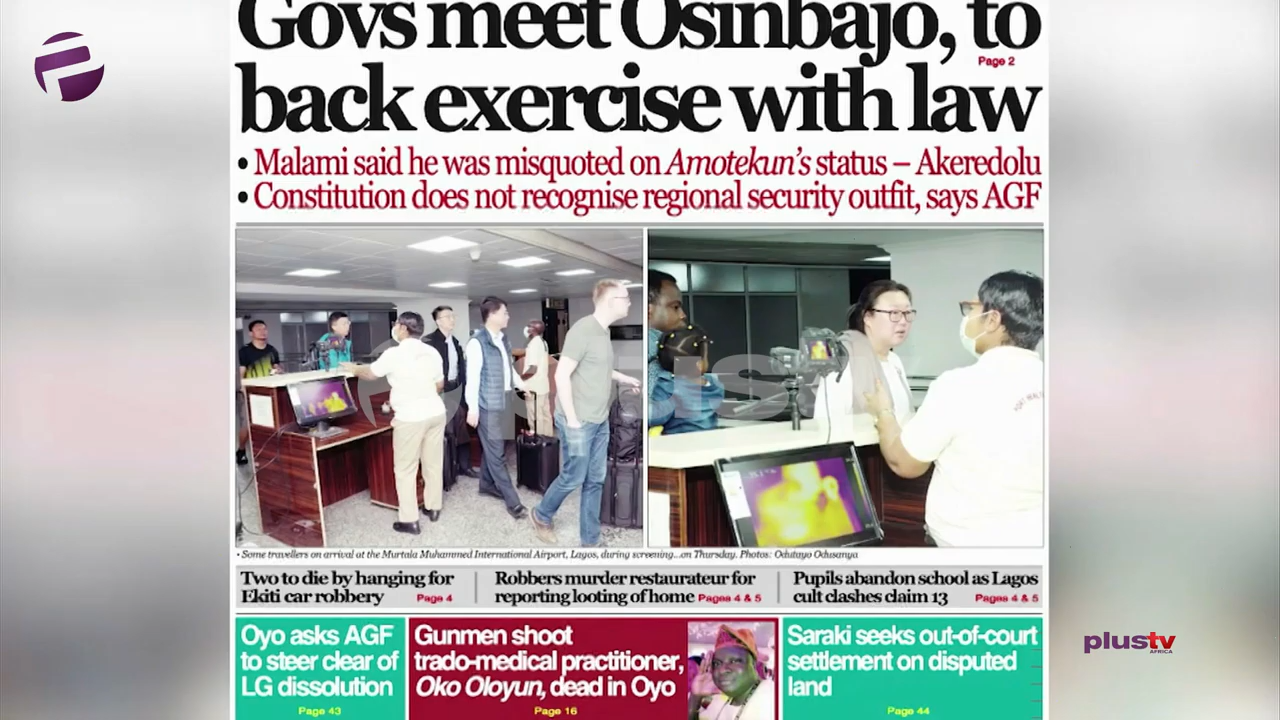 Govs meet Osinbajo, to
Page 2
back exercise with law
• Malami said he was misquoted on Amotekun's status – Akeredolu
• Constitution does not recognise regional security outfit, says AGF
plus
• Some travellers on arrival at the Murtala Muhammed International Airport, Lagos, during screening...on Thursday. Photos: Odutayo Odusanya
Two to die by hanging for
Ekiti car robbery Page 4
Robbers murder restaurateur for
reporting looting of home Pages 4 & 5
Pupils abandon school as Lagos
cult clashes claim 13 Pages 4 & 5
Oyo asks AGF
to steer clear of
LG dissolution
Page 43
Gunmen shoot
trado-medical practitioner,
Oko Oloyun, dead in Oyo
Page 16
Saraki seeks out-of-court
settlement on disputed
land
Page 44
plustv
AFRICA